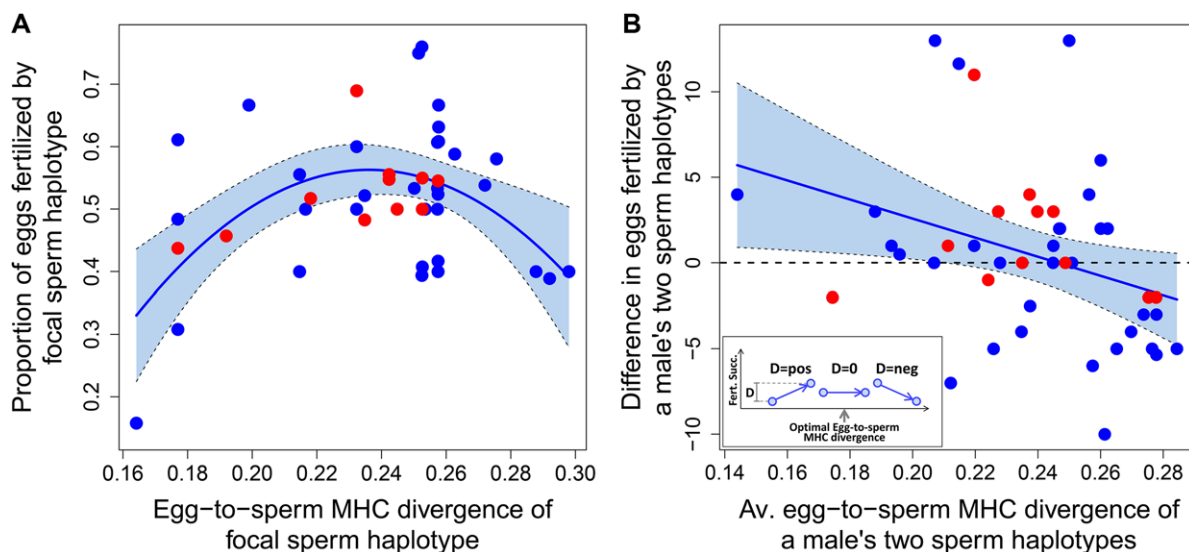 A
Proportion of eggs fertilized by
focal sperm haplotype
0.7
0.6
0.5
0.4
0.3
0.2
0.16 0.18 0.20 0.22 0.24 0.26 0.28 0.30
Egg-to-sperm MHC divergence of
focal sperm haplotype
B
Difference in eggs fertilized by
a male's two sperm haplotypes
10
5
0
-5
-10
Fert. Succ.
D=pos D=0 D=neg
D
Optimal Egg-to-sperm
MHC divergence
0.14 0.16 0.18 0.20 0.22 0.24 0.26 0.28
Av. egg-to-sperm MHC divergence of
a male's two sperm haplotypes